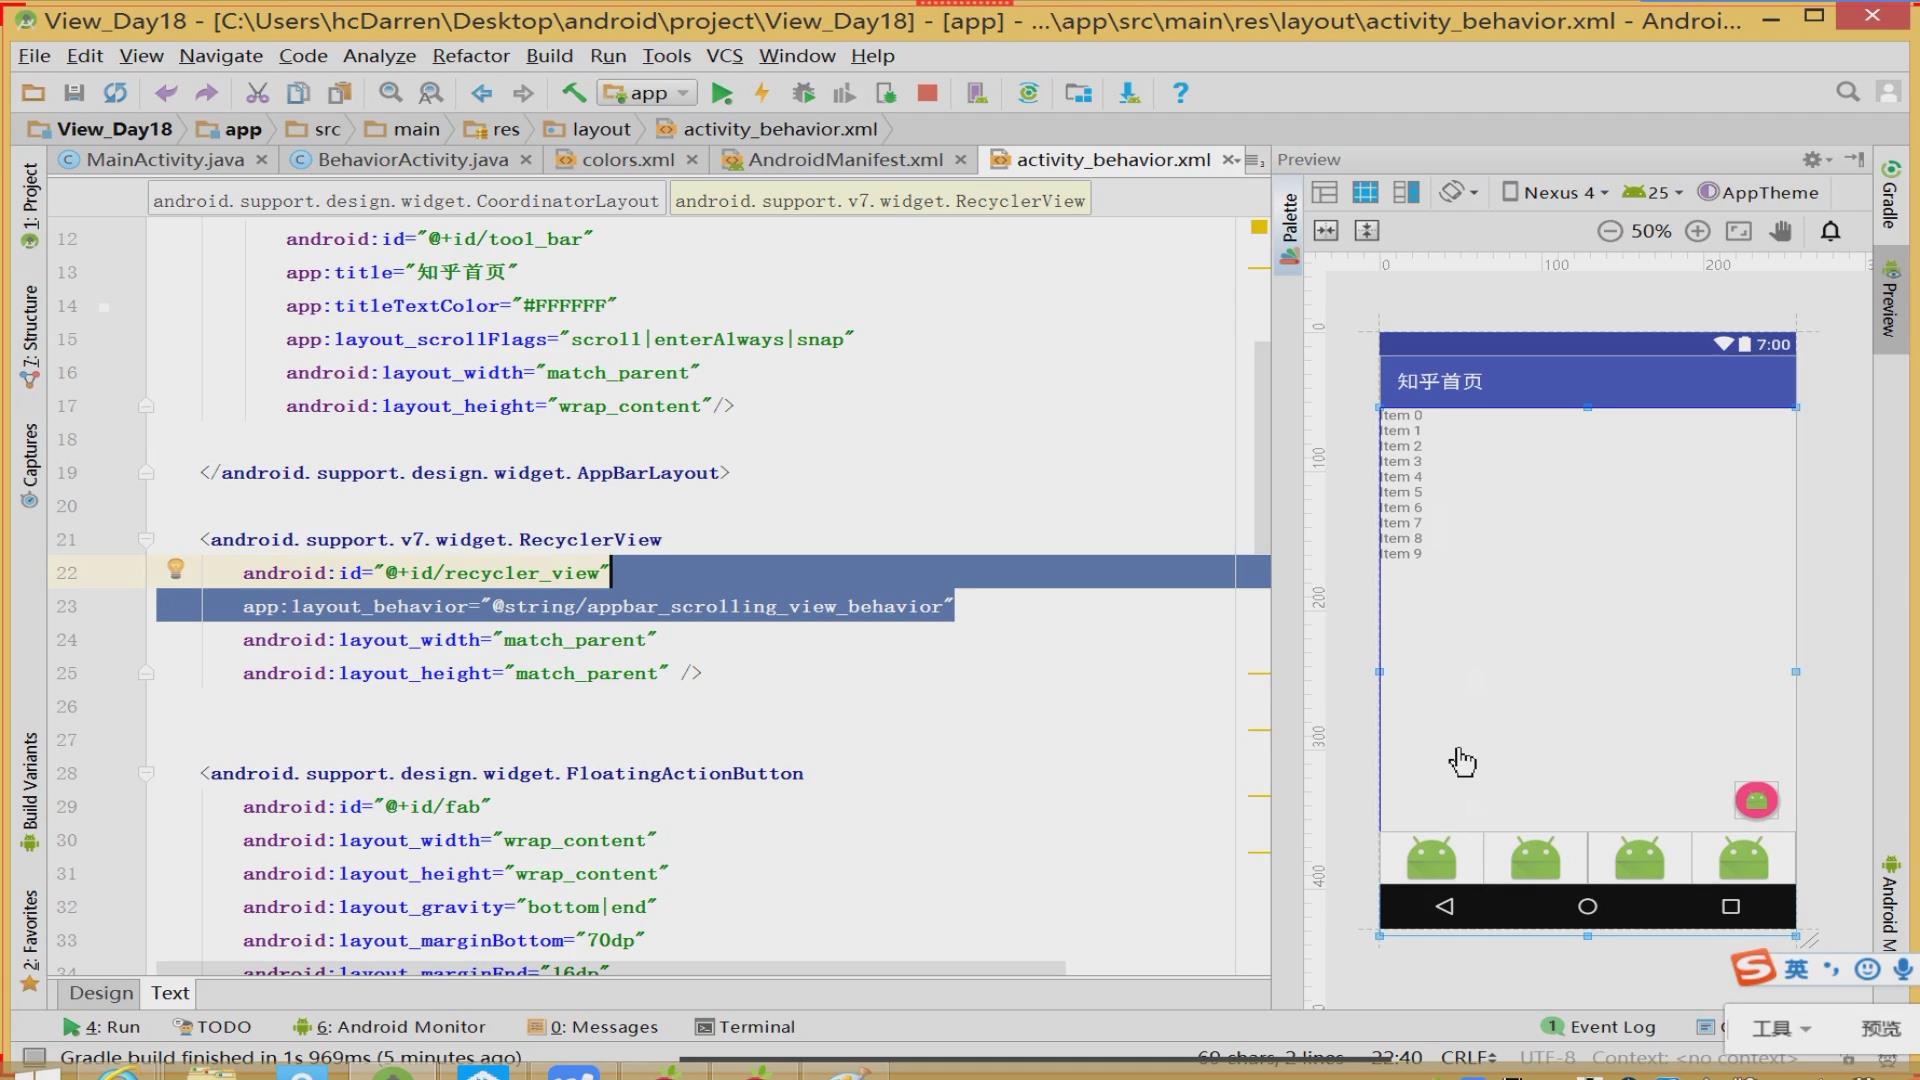 View_Day18 - [C:\Users\hcDarren\Desktop\android\project\View_Day18] - [app] - ...\app\src\main\res\layout\activity_behavior.xml - Androi...
File Edit View Navigate Code Analyze Refactor Build Run Tools VCS Window Help
app
View_Day18 app src main res layout activity_behavior.xml
MainActivity.java BehaviorActivity.java colors.xml AndroidManifest.xml activity_behavior.xml
android.support.design.widget.CoordinatorLayout android.support.v7.widget.RecyclerView
12 android:id="@+id/tool_bar"
13 app:title="知乎首页"
14 app:titleTextColor="#FFFFFF"
15 app:layout_scrollFlags="scroll|enterAlways|snap"
16 android:layout_width="match_parent"
17 android:layout_height="wrap_content"/>
18
19 </android.support.design.widget.AppBarLayout>
20
21 <android.support.v7.widget.RecyclerView
22 android:id="@+id/recycler_view"
23 app:layout_behavior="@string/appbar_scrolling_view_behavior"
24 android:layout_width="match_parent"
25 android:layout_height="match_parent" />
26
27
28 <android.support.design.widget.FloatingActionButton
29 android:id="@+id/fab"
30 android:layout_width="wrap_content"
31 android:layout_height="wrap_content"
32 android:layout_gravity="bottom|end"
33 android:layout_marginBottom="70dp"
34 android:layout_marginEnd="16dp"
Design Text
1: Project
7: Structure
Captures
Build Variants
2: Favorites
Preview
Palette
Nexus 4 25 AppTheme
50%
0 100 200
0
100
200
300
400
7:00
知乎首页
Item 0
Item 1
Item 2
Item 3
Item 4
Item 5
Item 6
Item 7
Item 8
Item 9
Gradle
Preview
Android M
英
工具 预览
4: Run TODO 6: Android Monitor 0: Messages Terminal
1 Event Log
Gradle build finished in 1s 969ms (5 minutes ago)
69 chars, 2 lines 22:40 CRLF UTF-8 Context: <no context>